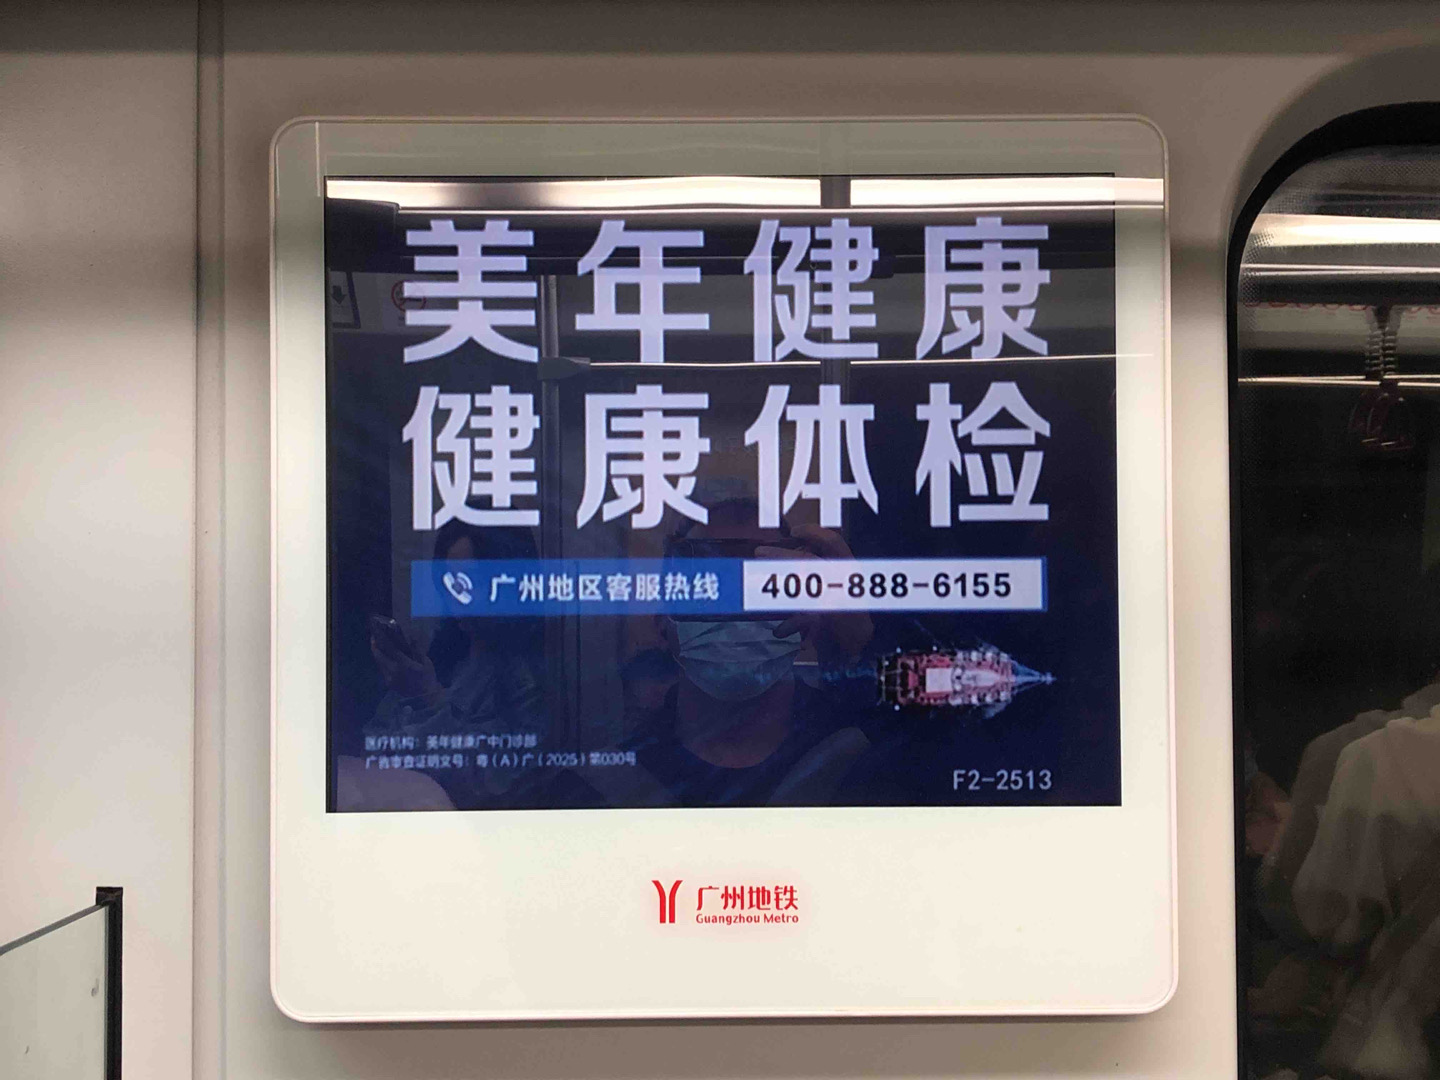 美年健康
健康体检
广州地区客服热线 400-888-6155
医疗机构：美年健康广中门诊部
广告审查证明文号：粤（A）广（2025）第030号
F2-2513
广州地铁
Guangzhou Metro